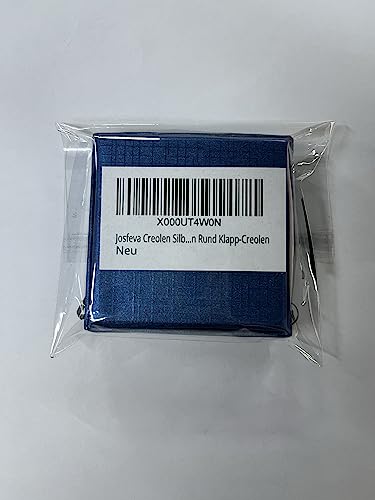 X000UT4W0N
Josfeva Creolen Silb...n Rund Klapp-Creolen
Neu